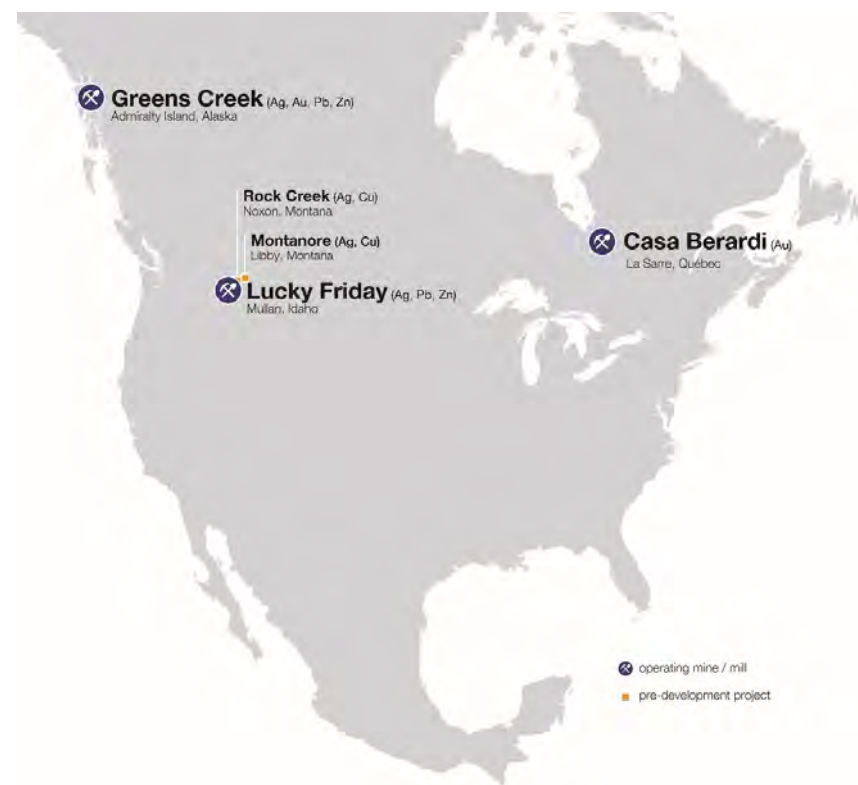 Greens Creek (Ag, Au, Pb, Zn)
Admiralty Island, Alaska
Rock Creek (Ag, Cu)
Noxon, Montana
Montanore (Ag, Cu)
Libby, Montana
Casa Berardi (Au)
La Sarre, Québec
Lucky Friday (Ag, Pb, Zn)
Mullan, Idaho
operating mine / mill
pre-development project